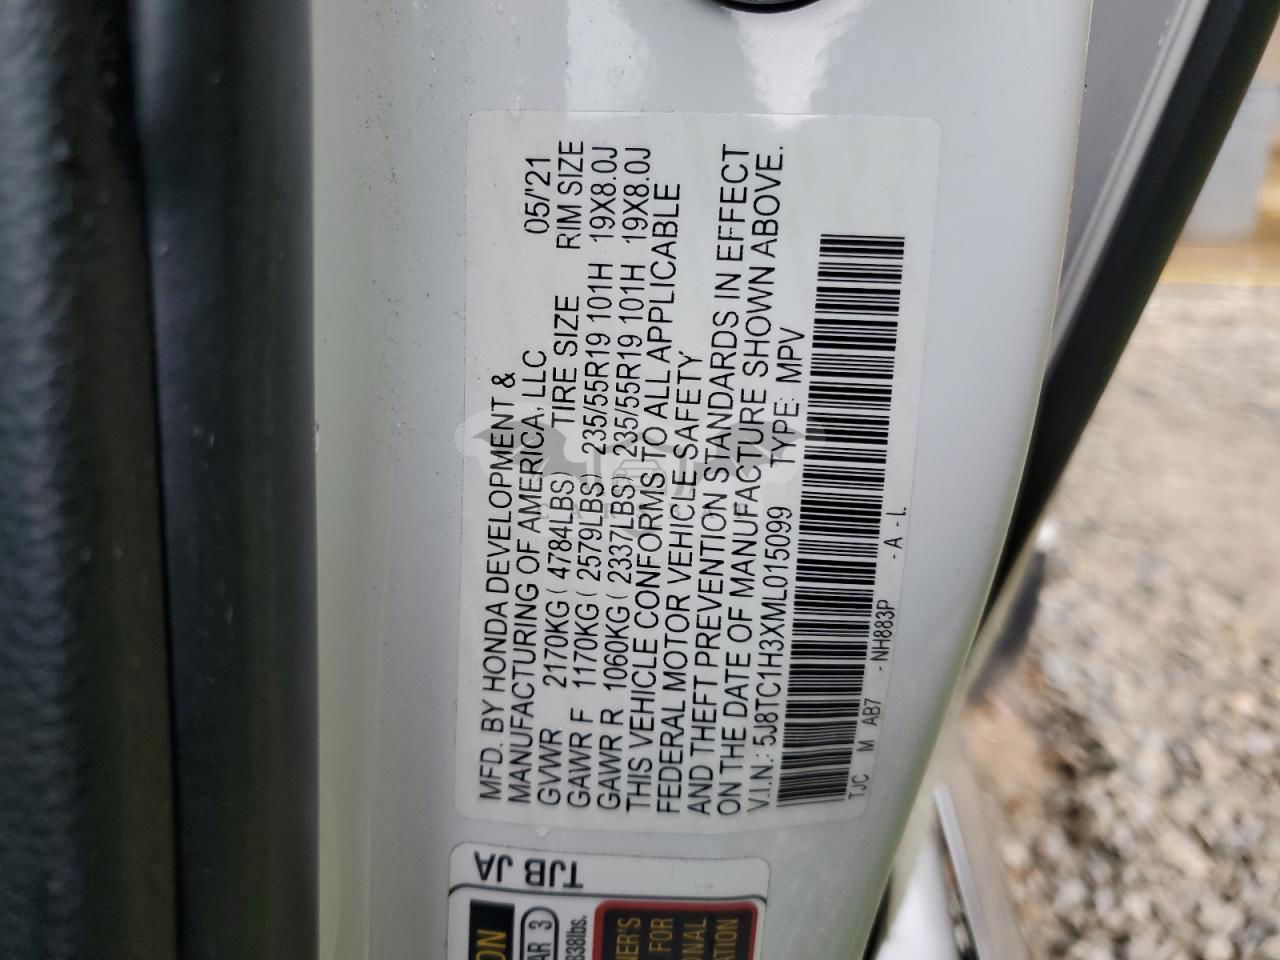 MFD. BY HONDA DEVELOPMENT &
MANUFACTURING OF AMERICA, LLC 05/'21
GVWR 2170KG ( 4784LBS) TIRE SIZE RIM SIZE
GAWR F 1170KG ( 2579LBS) 235/55R19 101H 19X8.0J
GAWR R 1060KG ( 2337LBS) 235/55R19 101H 19X8.0J
THIS VEHICLE CONFORMS TO ALL APPLICABLE
FEDERAL MOTOR VEHICLE SAFETY
AND THEFT PREVENTION STANDARDS IN EFFECT
ON THE DATE OF MANUFACTURE SHOWN ABOVE.
V.I.N.: 5J8TC1H3XML015099 TYPE: MPV
TJC M AB7 - NH883P - A - L
TJB JA
3
838lbs.
FOR